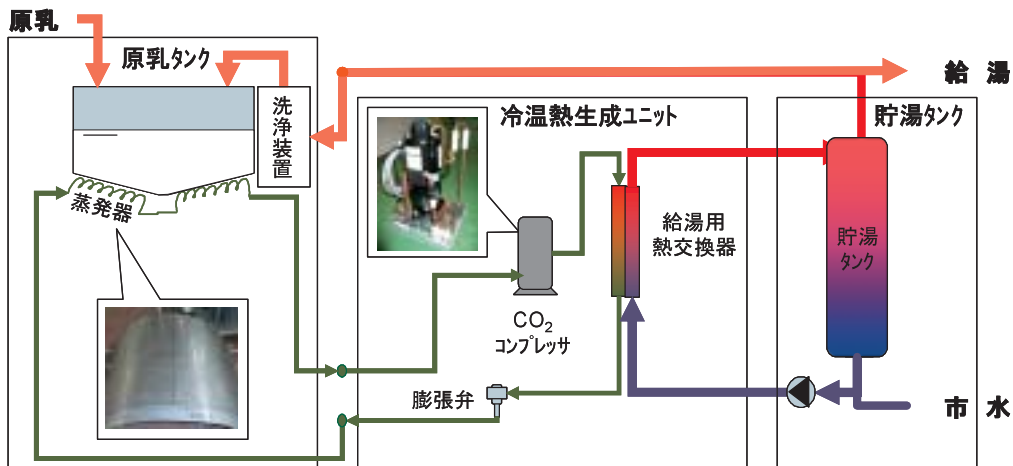 原乳
原乳タンク
洗浄装置
蒸発器
冷温熱生成ユニット
CO₂
コンプレッサ
給湯用
熱交換器
膨張弁
給湯
貯湯タンク
貯湯
タンク
市水